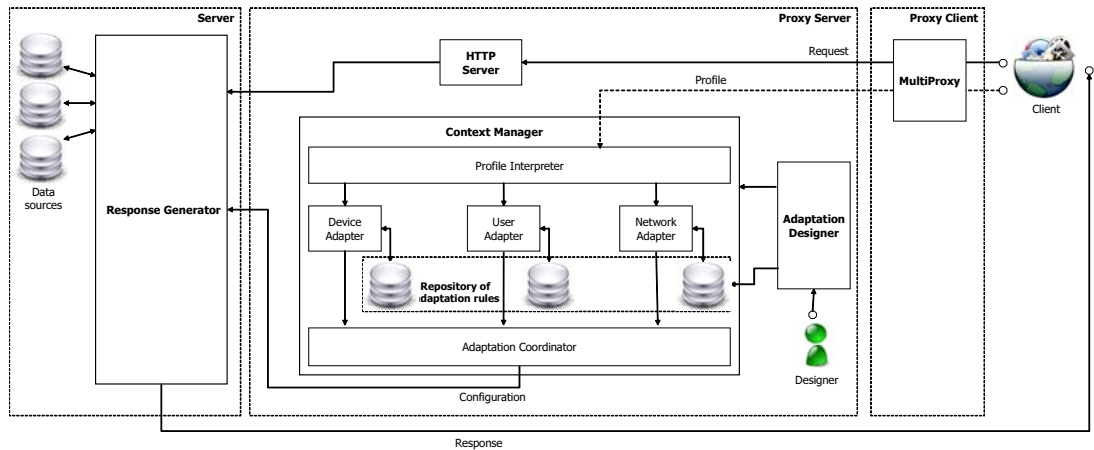 Server
Proxy Server
Proxy Client
HTTP
Server
Request
MultiProxy
Profile
Client
Context Manager
Profile Interpreter
Data
sources
Response Generator
Device
Adapter
User
Adapter
Network
Adapter
Adaptation
Designer
Repository of
adaptation rules
Adaptation Coordinator
Designer
Configuration
Response